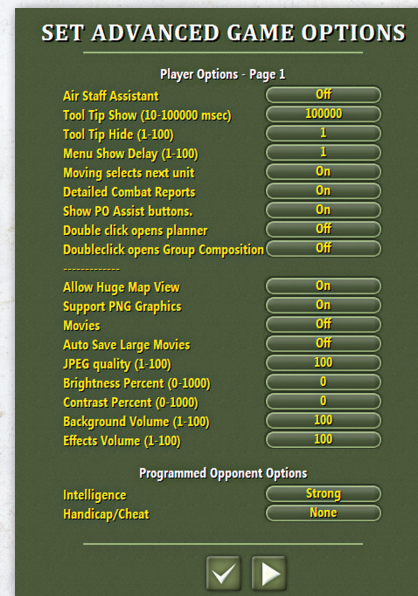 SET ADVANCED GAME OPTIONS
Player Options - Page 1
Air Staff Assistant Off
Tool Tip Show (10-100000 msec) 100000
Tool Tip Hide (1-100) 1
Menu Show Delay (1-100) 1
Moving selects next unit On
Detailed Combat Reports On
Show PO Assist buttons. On
Double click opens planner Off
Doubleclick opens Group Composition Off
-------------
Allow Huge Map View On
Support PNG Graphics On
Movies Off
Auto Save Large Movies Off
JPEG quality (1-100) 100
Brightness Percent (0-1000) 0
Contrast Percent (0-1000) 0
Background Volume (1-100) 100
Effects Volume (1-100) 100
Programmed Opponent Options
Intelligence Strong
Handicap/Cheat None